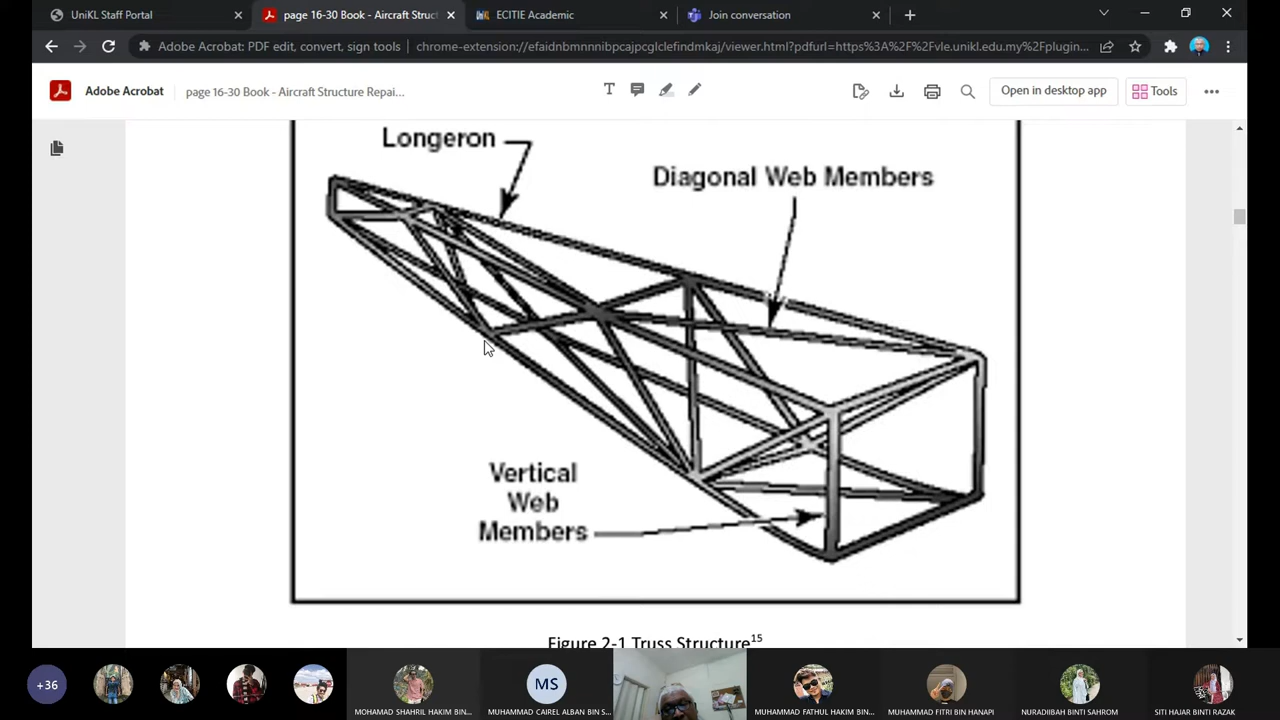 UniKL Staff Portal
page 16-30 Book - Aircraft Struct
ECITIE Academic
Join conversation
Adobe Acrobat: PDF edit, convert, sign tools
chrome-extension://efaidnbmnnnibpcajpcglclefindmkaj/viewer.html?pdfurl=https%3A%2F%2Fvle.unikl.edu.my%2Fplugin...
Adobe Acrobat
page 16-30 Book - Aircraft Structure Repai...
Open in desktop app
Tools
Longeron
Diagonal Web Members
Vertical
Web
Members
Figure 2-1 Truss Structure15
+36
MS
MOHAMAD SHAHRIL HAKIM BIN...
MUHAMMAD CAIREL ALBAN BIN S...
MUHAMMAD FATHUL HAKIM BIN...
MUHAMMAD FITRI BIN HANAPI
NURADIIBAH BINTI SAHROM
SITI HAJAR BINTI RAZAK